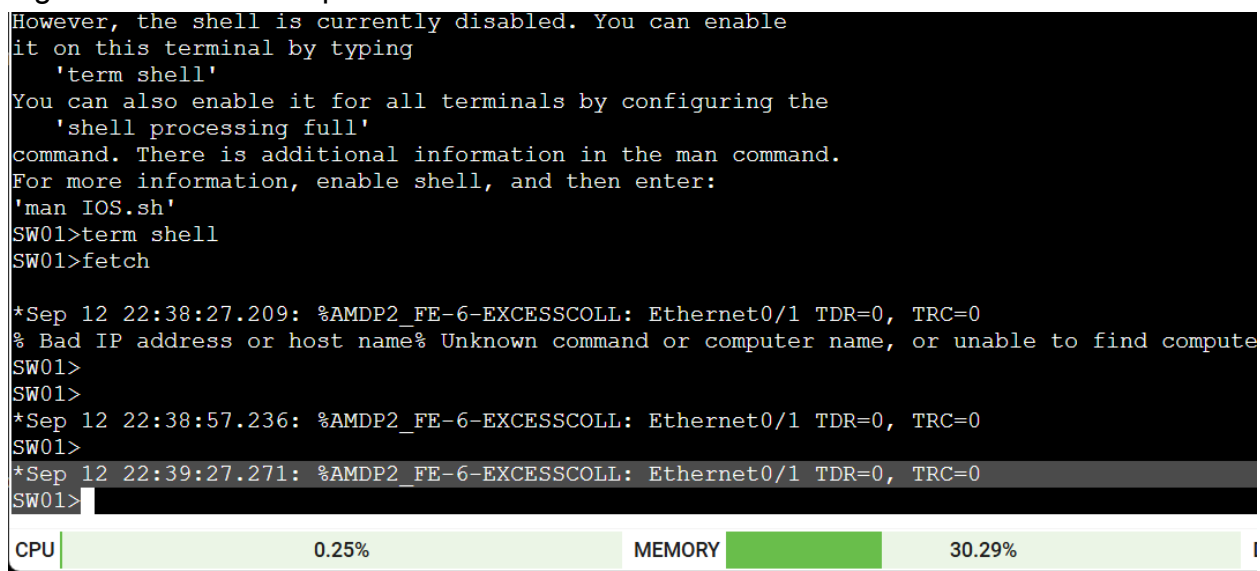 However, the shell is currently disabled. You can enable
it on this terminal by typing
   'term shell'
You can also enable it for all terminals by configuring the
   'shell processing full'
command. There is additional information in the man command.
For more information, enable shell, and then enter:
'man IOS.sh'
SW01>term shell
SW01>fetch

*Sep 12 22:38:27.209: %AMDP2_FE-6-EXCESSCOLL: Ethernet0/1 TDR=0, TRC=0
% Bad IP address or host name% Unknown command or computer name, or unable to find compute
SW01>
SW01>
*Sep 12 22:38:57.236: %AMDP2_FE-6-EXCESSCOLL: Ethernet0/1 TDR=0, TRC=0
SW01>
*Sep 12 22:39:27.271: %AMDP2_FE-6-EXCESSCOLL: Ethernet0/1 TDR=0, TRC=0
SW01>
CPU 0.25% MEMORY 30.29%